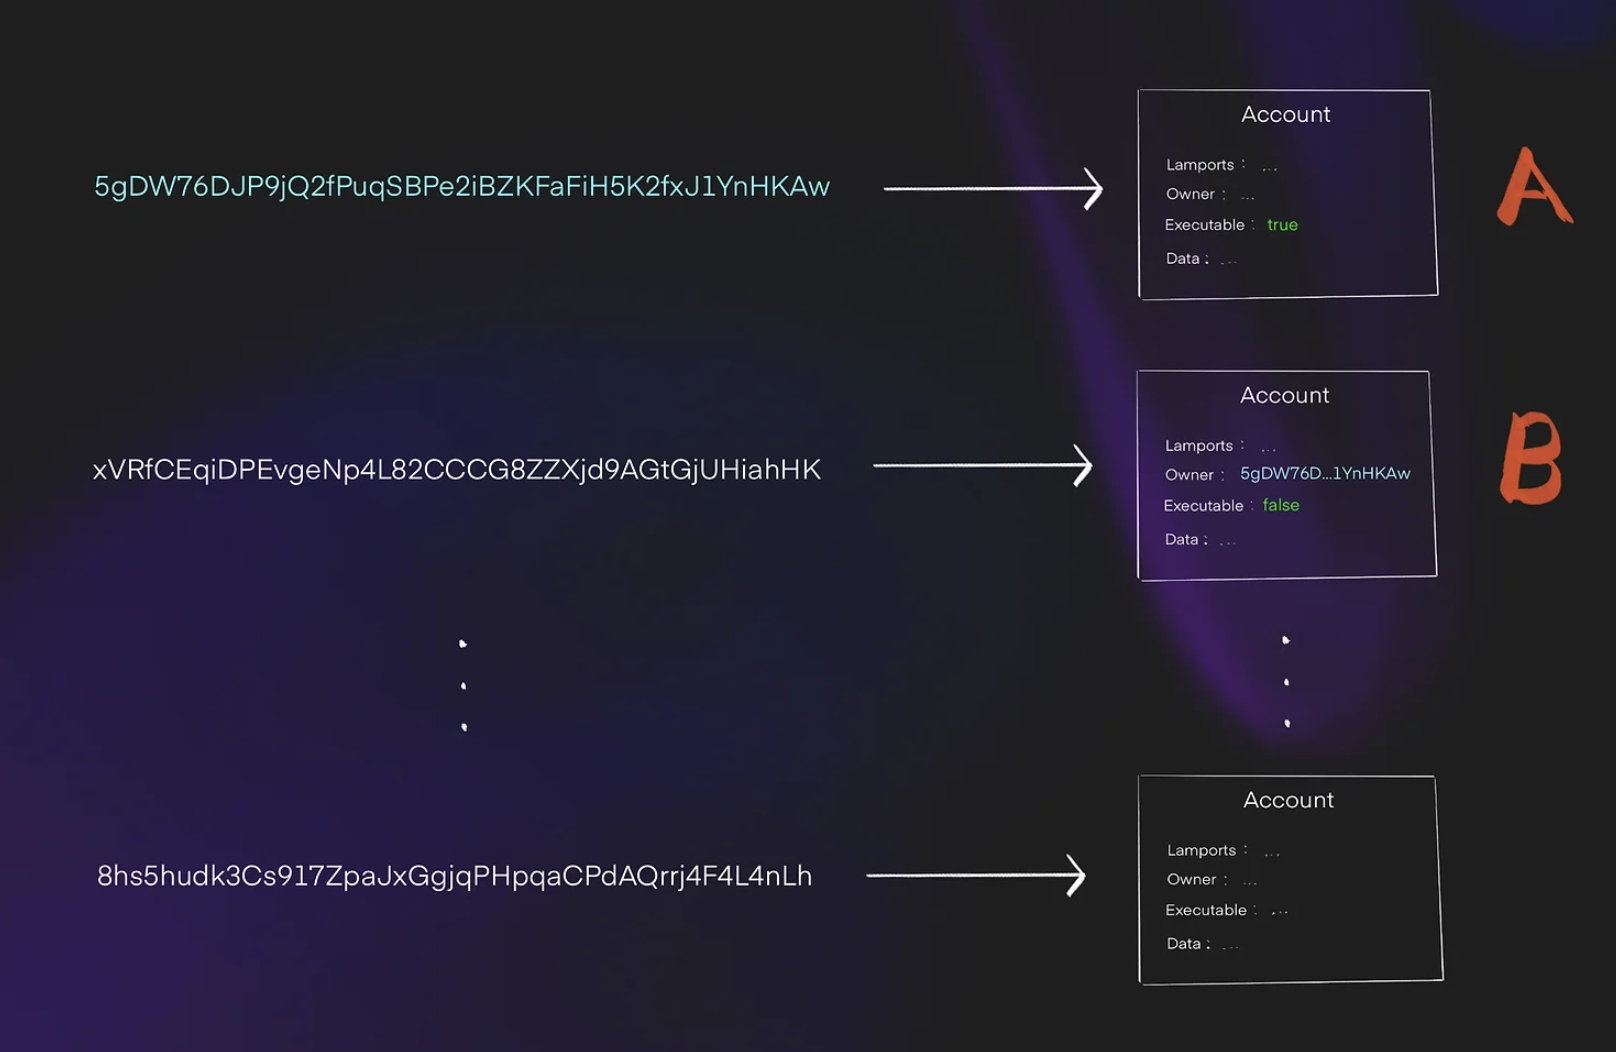 Account
5gDW76DJP9jQ2fPuqSBPe2iBZKFaFiH5K2fxJ1YnHKAw
Lamports : ...
Owner : ...
Executable : true
Data : ...
A
Account
xVRfCEqiDPEvgeNp4L82CCCG8ZZXjd9AGtGjUHiahHK
Lamports : ...
Owner : 5gDW76D...1YnHKAw
Executable : false
Data : ...
B
Account
8hs5hudk3Cs917ZpaJxGgjqPHpqaCPdAQrrj4F4L4nLh
Lamports : ...
Owner : ...
Executable : ...
Data : ...